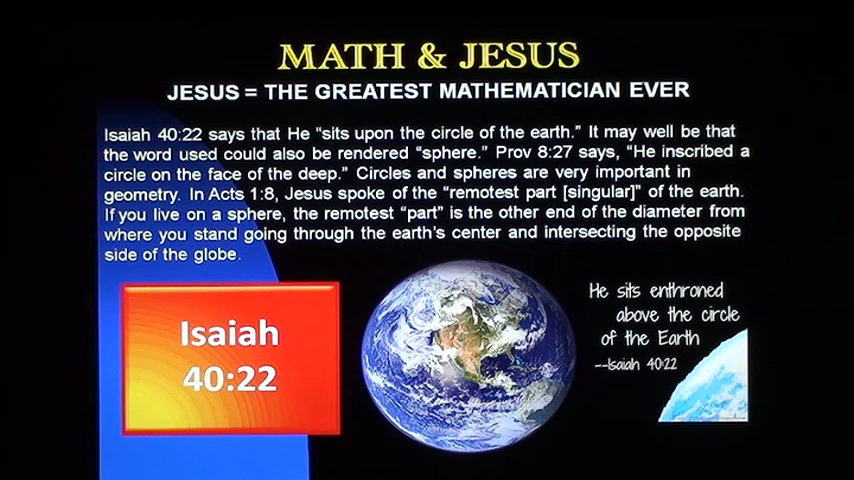 MATH & JESUS
JESUS = THE GREATEST MATHEMATICIAN EVER
Isaiah 40:22 says that He “sits upon the circle of the earth.” It may well be that
the word used could also be rendered “sphere.” Prov 8:27 says, “He inscribed a
circle on the face of the deep.” Circles and spheres are very important in
geometry. In Acts 1:8, Jesus spoke of the “remotest part [singular]” of the earth.
If you live on a sphere, the remotest “part” is the other end of the diameter from
where you stand going through the earth’s center and intersecting the opposite
side of the globe.
Isaiah
40:22
He sits enthroned
above the circle
of the Earth
--Isaiah 40:22